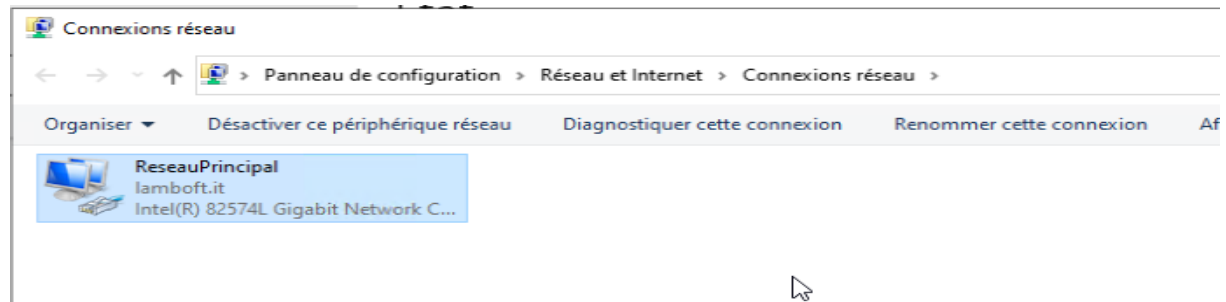 Connexions réseau
Panneau de configuration > Réseau et Internet > Connexions réseau >
Organiser Désactiver ce périphérique réseau Diagnostiquer cette connexion Renommer cette connexion Af
ReseauPrincipal
lamboft.it
Intel(R) 82574L Gigabit Network C...